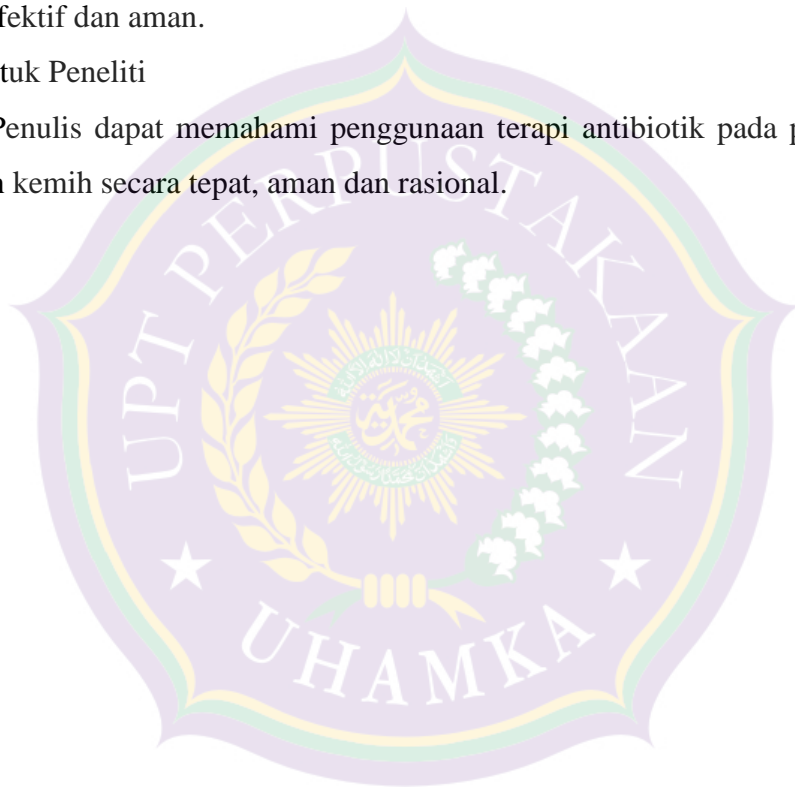 fektif dan aman.
tuk Peneliti
Penulis dapat memahami penggunaan terapi antibiotik pada p
n kemih secara tepat, aman dan rasional.
UPT PERPUSTAKAAN
محمدية
UHAMKA